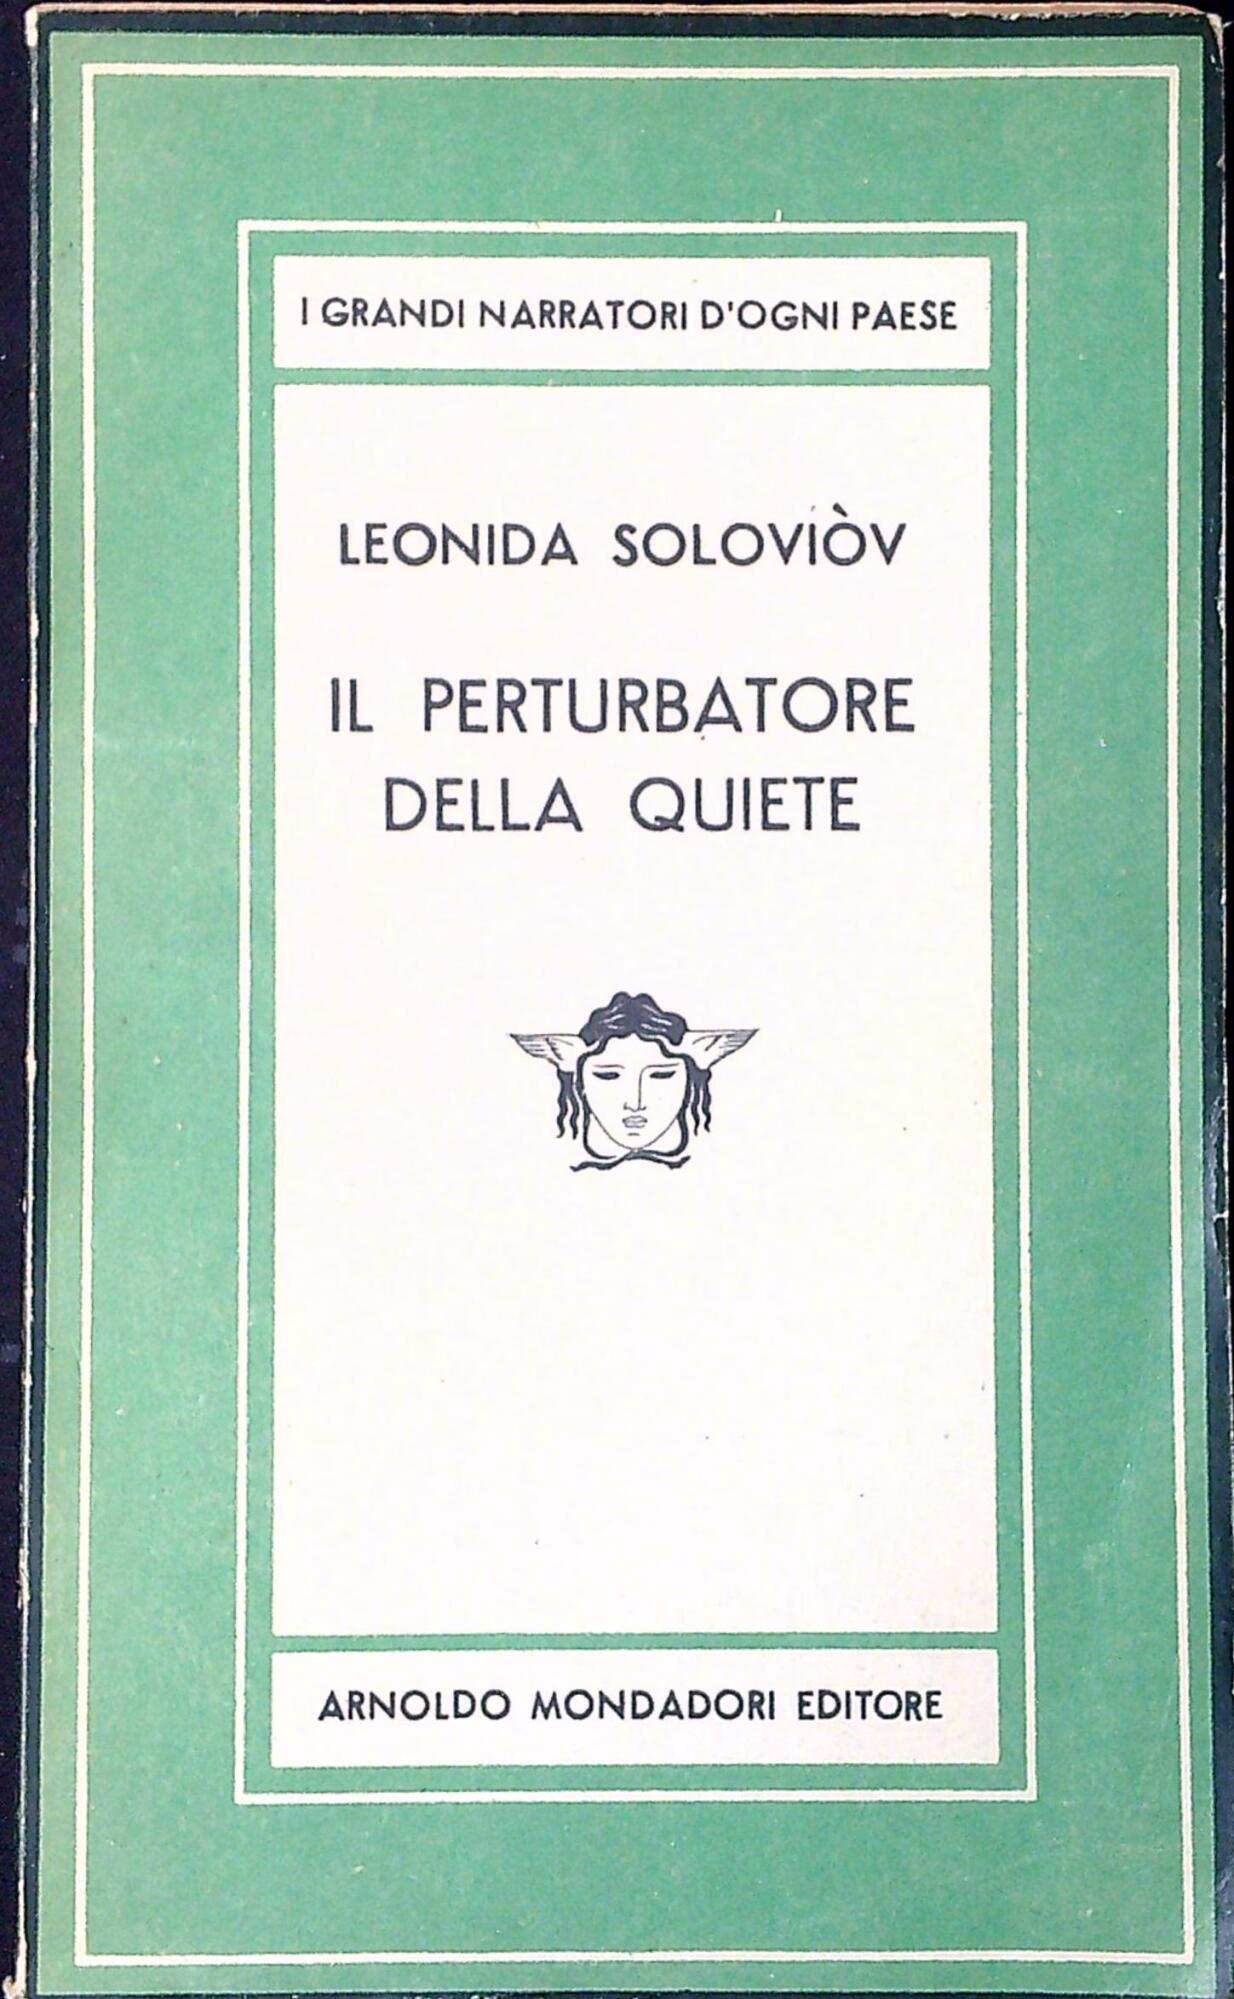 I GRANDI NARRATORI D'OGNI PAESE
LEONIDA SOLOVIÒV
IL PERTURBATORE
DELLA QUIETE
ARNOLDO MONDADORI EDITORE